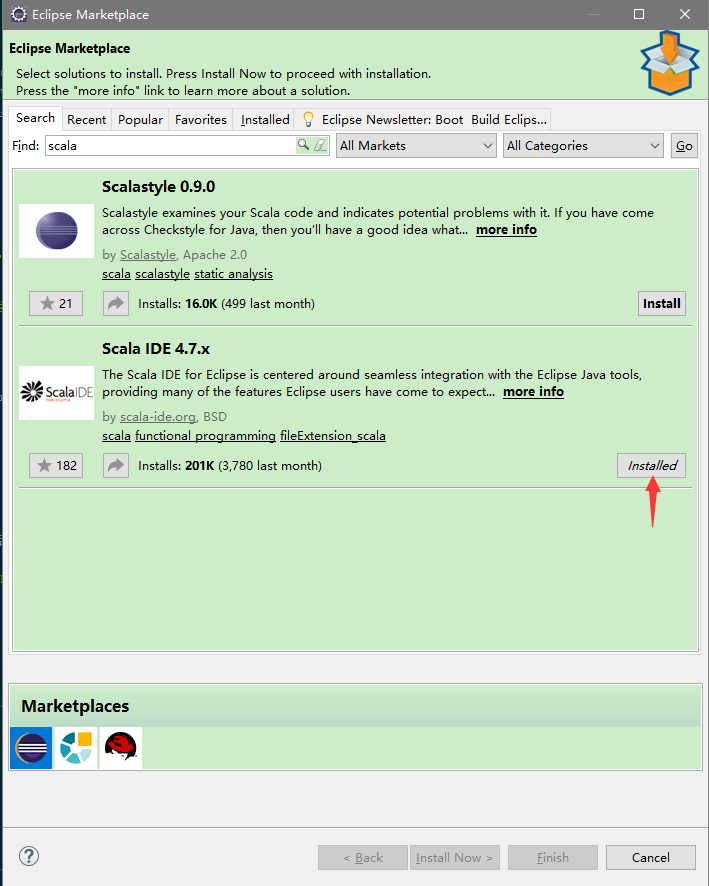 Eclipse Marketplace
Eclipse Marketplace
Select solutions to install. Press Install Now to proceed with installation.
Press the "more info" link to learn more about a solution.
Search Recent Popular Favorites Installed Eclipse Newsletter: Boot Build Eclips...
Find: scala All Markets All Categories Go
Scalastyle 0.9.0
Scalastyle examines your Scala code and indicates potential problems with it. If you have come
across Checkstyle for Java, then you'll have a good idea what... more info
by Scalastyle, Apache 2.0
scala scalastyle static analysis
21 Installs: 16.0K (499 last month) Install
Scala IDE 4.7.x
The Scala IDE for Eclipse is centered around seamless integration with the Eclipse Java tools,
ScalaIDE
FOR ECLIPSE
providing many of the features Eclipse users have come to expect... more info
by scala-ide.org, BSD
scala functional programming fileExtension_scala
182 Installs: 201K (3,780 last month) Installed
Marketplaces
? < Back Install Now > Finish Cancel